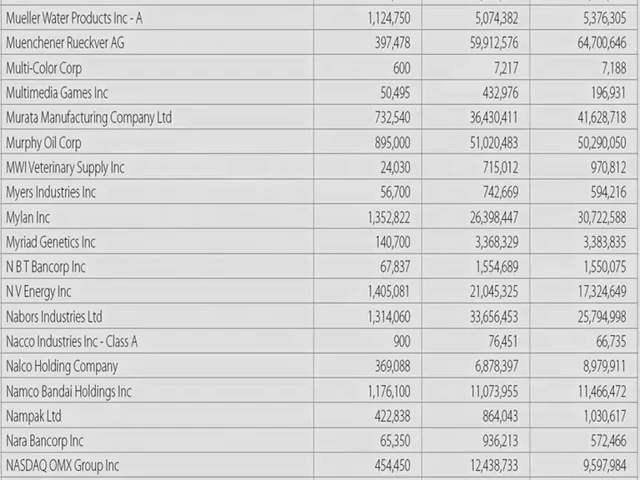 Mueller Water Products Inc - A 1,124,750 5,074,382 5,376,305
Muenchener Rueckver AG 397,478 59,912,576 64,700,646
Multi-Color Corp 600 7,217 7,188
Multimedia Games Inc 50,495 432,976 196,931
Murata Manufacturing Company Ltd 732,540 36,430,411 41,628,718
Murphy Oil Corp 895,000 51,020,483 50,290,050
MWI Veterinary Supply Inc 24,030 715,012 970,812
Myers Industries Inc 56,700 742,669 594,216
Mylan Inc 1,352,822 26,398,447 30,722,588
Myriad Genetics Inc 140,700 3,368,329 3,383,835
N B T Bancorp Inc 67,837 1,554,689 1,550,075
N V Energy Inc 1,405,081 21,045,325 17,324,649
Nabors Industries Ltd 1,314,060 33,656,453 25,794,998
Nacco Industries Inc - Class A 900 76,451 66,735
Nalco Holding Company 369,088 6,878,397 8,979,911
Namco Bandai Holdings Inc 1,176,100 11,073,955 11,466,472
Nampak Ltd 422,838 864,043 1,030,617
Nara Bancorp Inc 65,350 936,213 572,466
NASDAQ OMX Group Inc 454,450 12,438,733 9,597,984